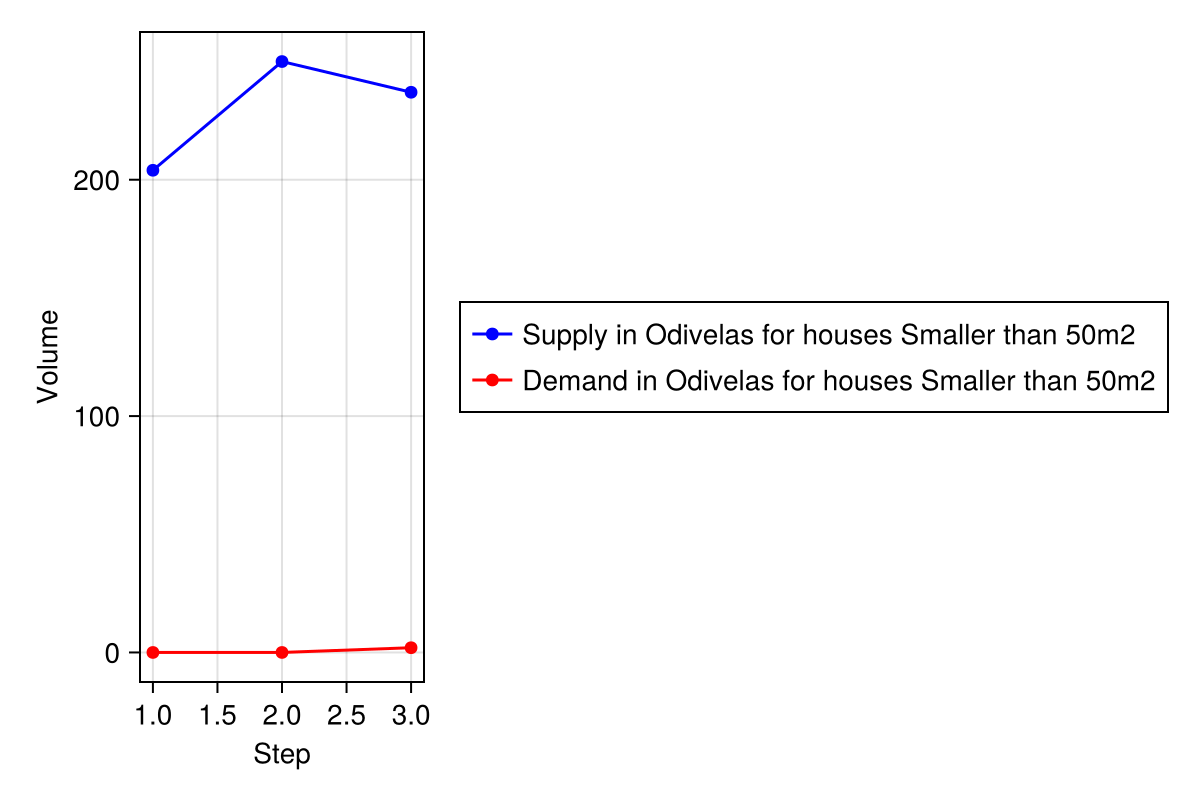 200
100
0
Volume
1.0 1.5 2.0 2.5 3.0
Step
Supply in Odivelas for houses Smaller than 50m2
Demand in Odivelas for houses Smaller than 50m2